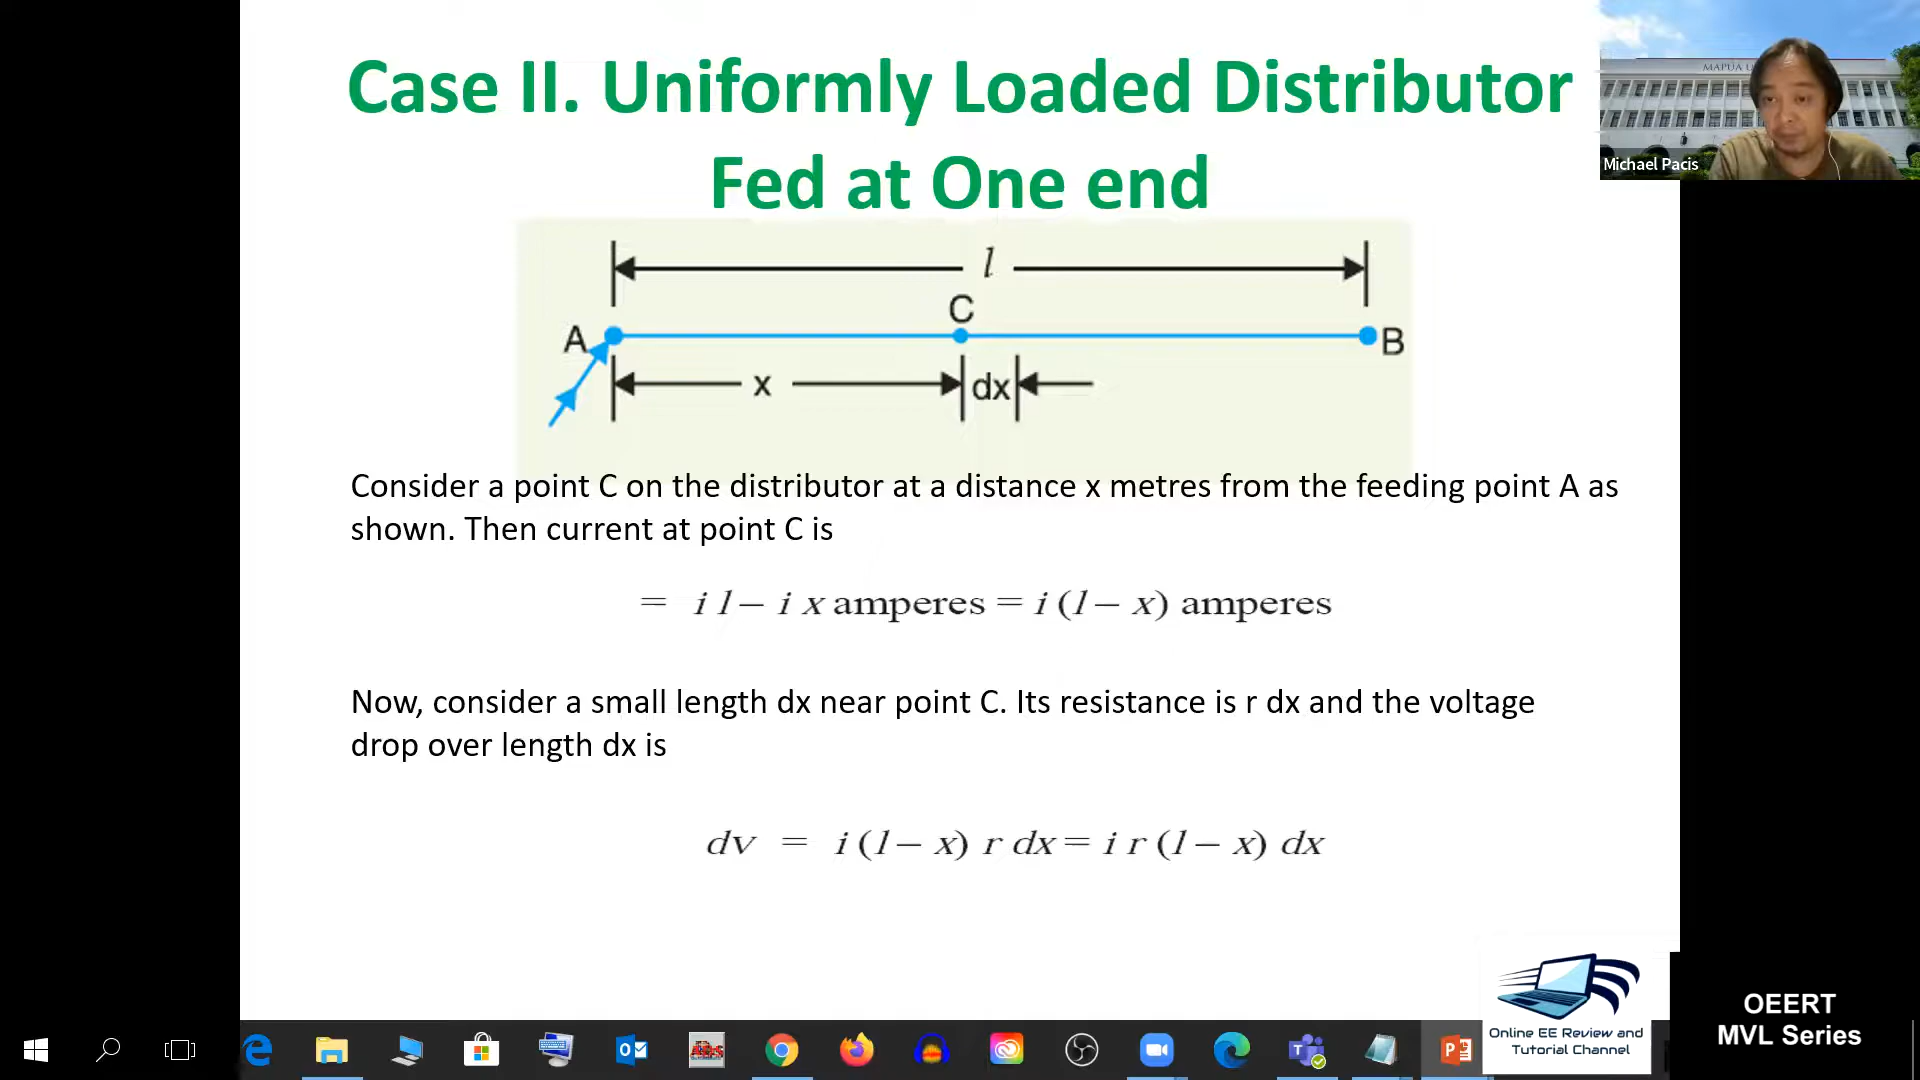 Case II. Uniformly Loaded Distributor
Fed at One end
MAPÚA U
Michael Pacis
l
C
A
B
x
dx
Consider a point C on the distributor at a distance x metres from the feeding point A as
shown. Then current at point C is
= i l – i x amperes = i (l – x) amperes
Now, consider a small length dx near point C. Its resistance is r dx and the voltage
drop over length dx is
dv = i (l – x) r dx = i r (l – x) dx
Online EE Review and
Tutorial Channel
OEERT
MVL Series